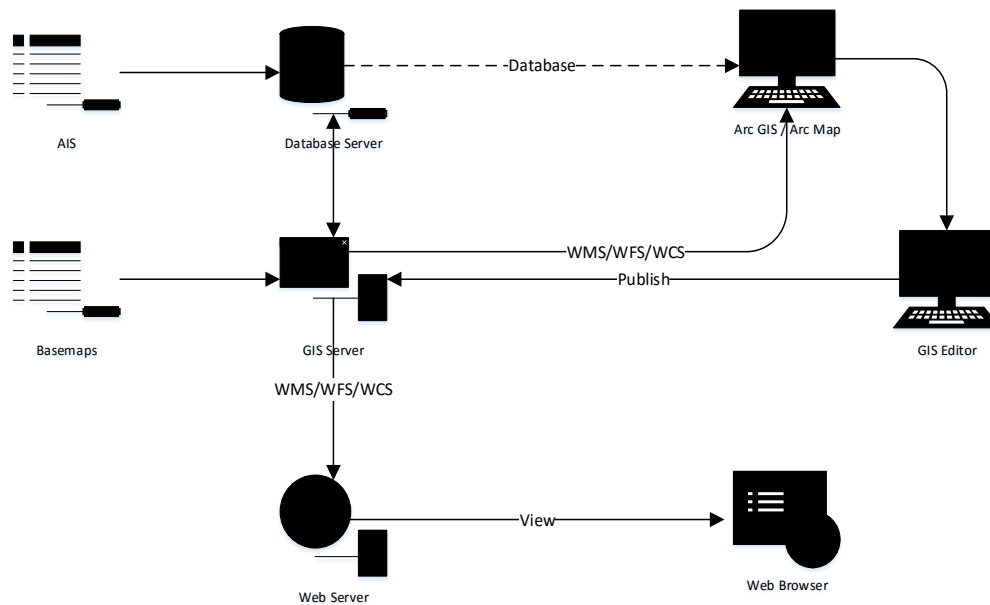 Database
AIS
Database Server
Arc GIS / Arc Map
WMS/WFS/WCS
Publish
Basemaps
GIS Server
GIS Editor
WMS/WFS/WCS
View
Web Server
Web Browser